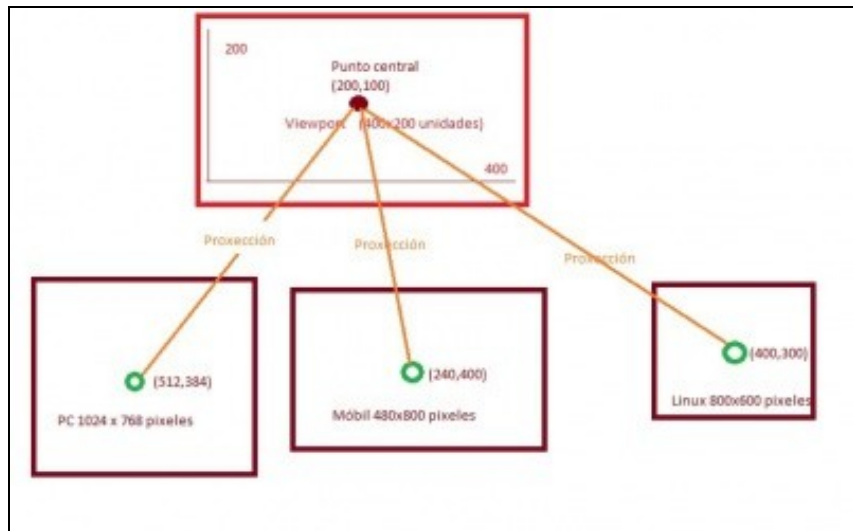 200
Punto central
(200,100)
Viewport (400x200 unidades)
400
Proxección
Proxección
Proxección
(512,384)
PC 1024 x 768 pixeles
(240,400)
Móbil 480x800 pixeles
(400,300)
Linux 800x600 pixeles